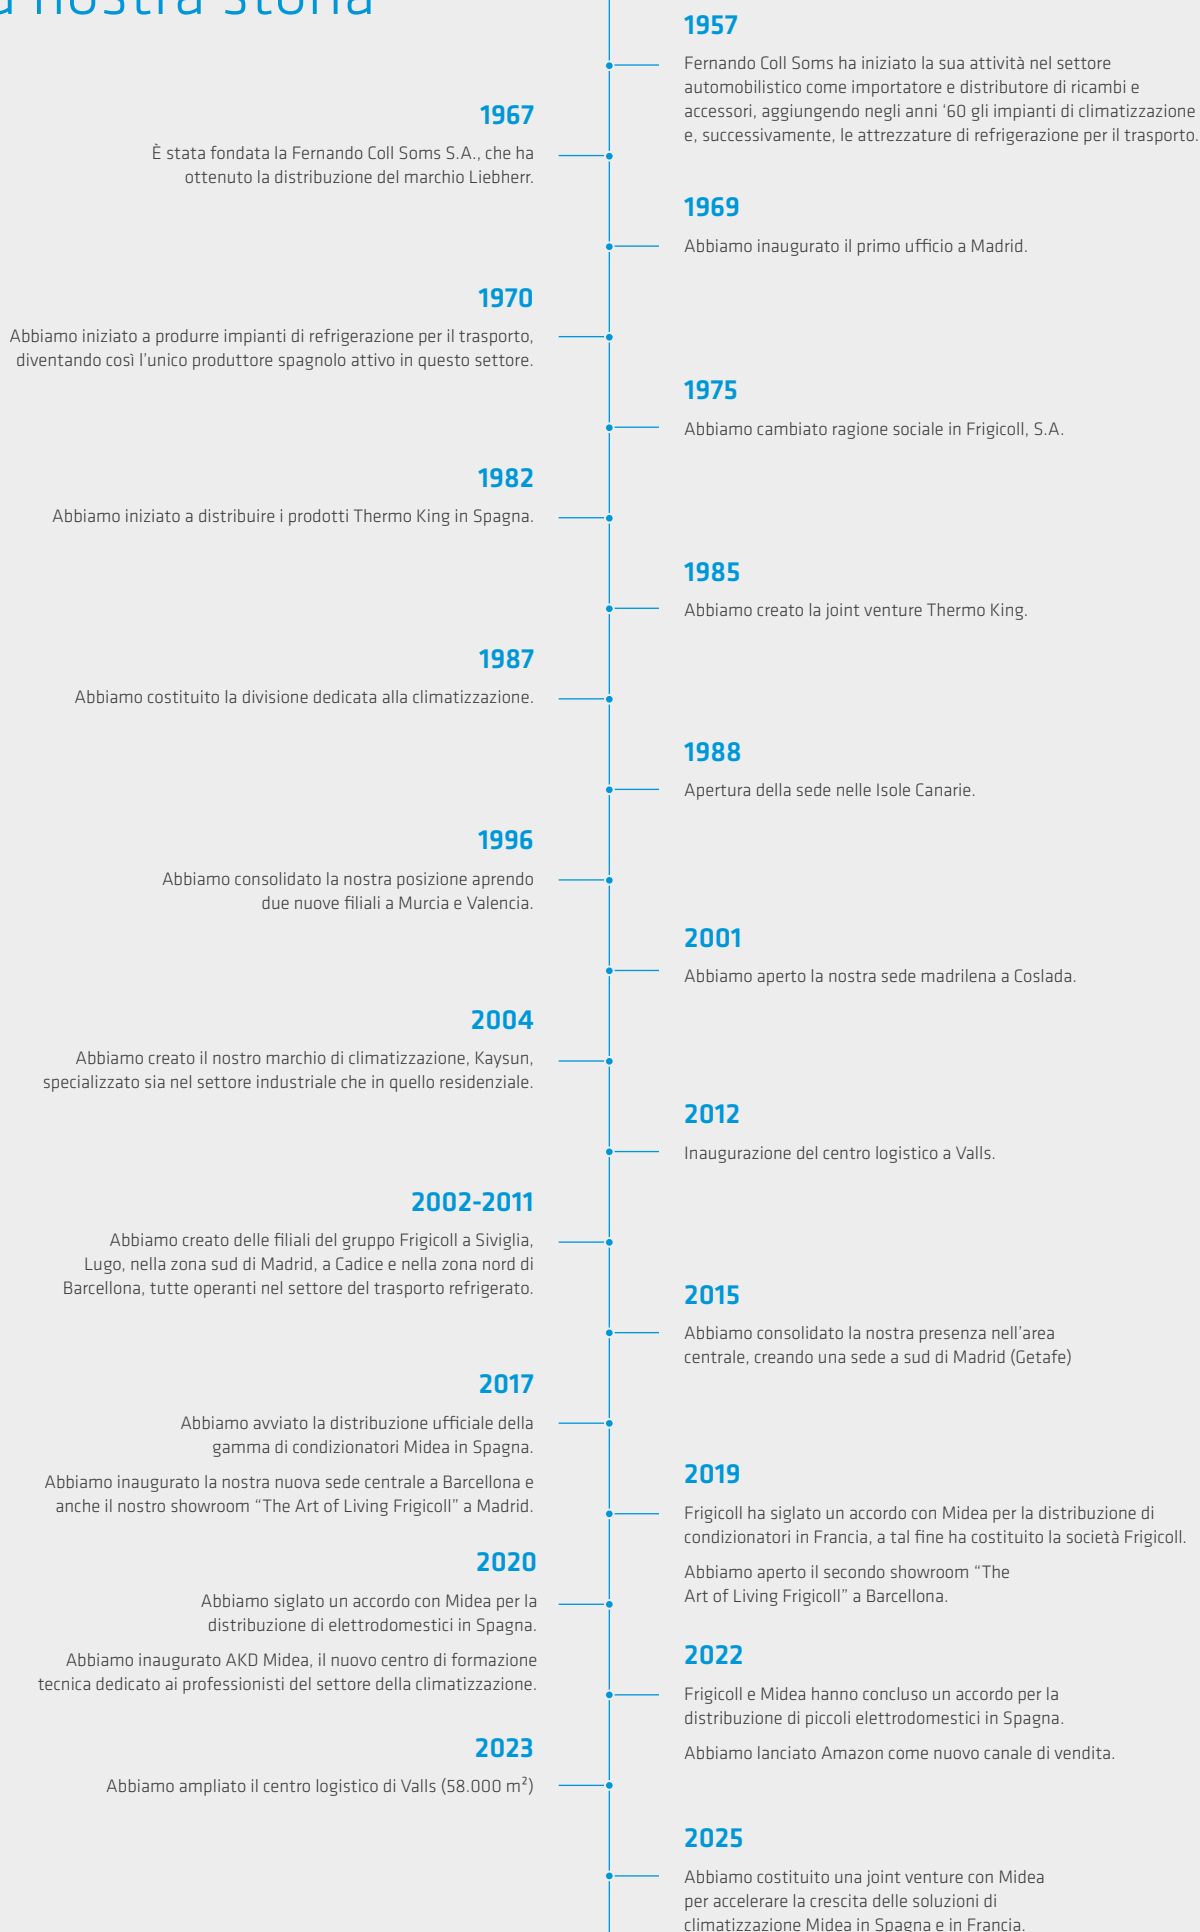 nostra storia
1957
Fernando Coll Soms ha iniziato la sua attività nel settore
automobilistico come importatore e distributore di ricambi e
accessori, aggiungendo negli anni ‘60 gli impianti di climatizzazione
e, successivamente, le attrezzature di refrigerazione per il trasporto.
1967
È stata fondata la Fernando Coll Soms S.A., che ha
ottenuto la distribuzione del marchio Liebherr.
1969
Abbiamo inaugurato il primo ufficio a Madrid.
1970
Abbiamo iniziato a produrre impianti di refrigerazione per il trasporto,
diventando così l’unico produttore spagnolo attivo in questo settore.
1975
Abbiamo cambiato ragione sociale in Frigicoll, S.A.
1982
Abbiamo iniziato a distribuire i prodotti Thermo King in Spagna.
1985
Abbiamo creato la joint venture Thermo King.
1987
Abbiamo costituito la divisione dedicata alla climatizzazione.
1988
Apertura della sede nelle Isole Canarie.
1996
Abbiamo consolidato la nostra posizione aprendo
due nuove filiali a Murcia e Valencia.
2001
Abbiamo aperto la nostra sede madrilena a Coslada.
2004
Abbiamo creato il nostro marchio di climatizzazione, Kaysun,
specializzato sia nel settore industriale che in quello residenziale.
2012
Inaugurazione del centro logistico a Valls.
2002-2011
Abbiamo creato delle filiali del gruppo Frigicoll a Siviglia,
Lugo, nella zona sud di Madrid, a Cadice e nella zona nord di
Barcellona, tutte operanti nel settore del trasporto refrigerato.
2015
Abbiamo consolidato la nostra presenza nell’area
centrale, creando una sede a sud di Madrid (Getafe)
2017
Abbiamo avviato la distribuzione ufficiale della
gamma di condizionatori Midea in Spagna.
Abbiamo inaugurato la nostra nuova sede centrale a Barcellona e
anche il nostro showroom “The Art of Living Frigicoll” a Madrid.
2019
Frigicoll ha siglato un accordo con Midea per la distribuzione di
condizionatori in Francia, a tal fine ha costituito la società Frigicoll.
Abbiamo aperto il secondo showroom “The
Art of Living Frigicoll” a Barcellona.
2020
Abbiamo siglato un accordo con Midea per la
distribuzione di elettrodomestici in Spagna.
Abbiamo inaugurato AKD Midea, il nuovo centro di formazione
tecnica dedicato ai professionisti del settore della climatizzazione.
2022
Frigicoll e Midea hanno concluso un accordo per la
distribuzione di piccoli elettrodomestici in Spagna.
Abbiamo lanciato Amazon come nuovo canale di vendita.
2023
Abbiamo ampliato il centro logistico di Valls (58.000 m²)
2025
Abbiamo costituito una joint venture con Midea
per accelerare la crescita delle soluzioni di
climatizzazione Midea in Spagna e in Francia.